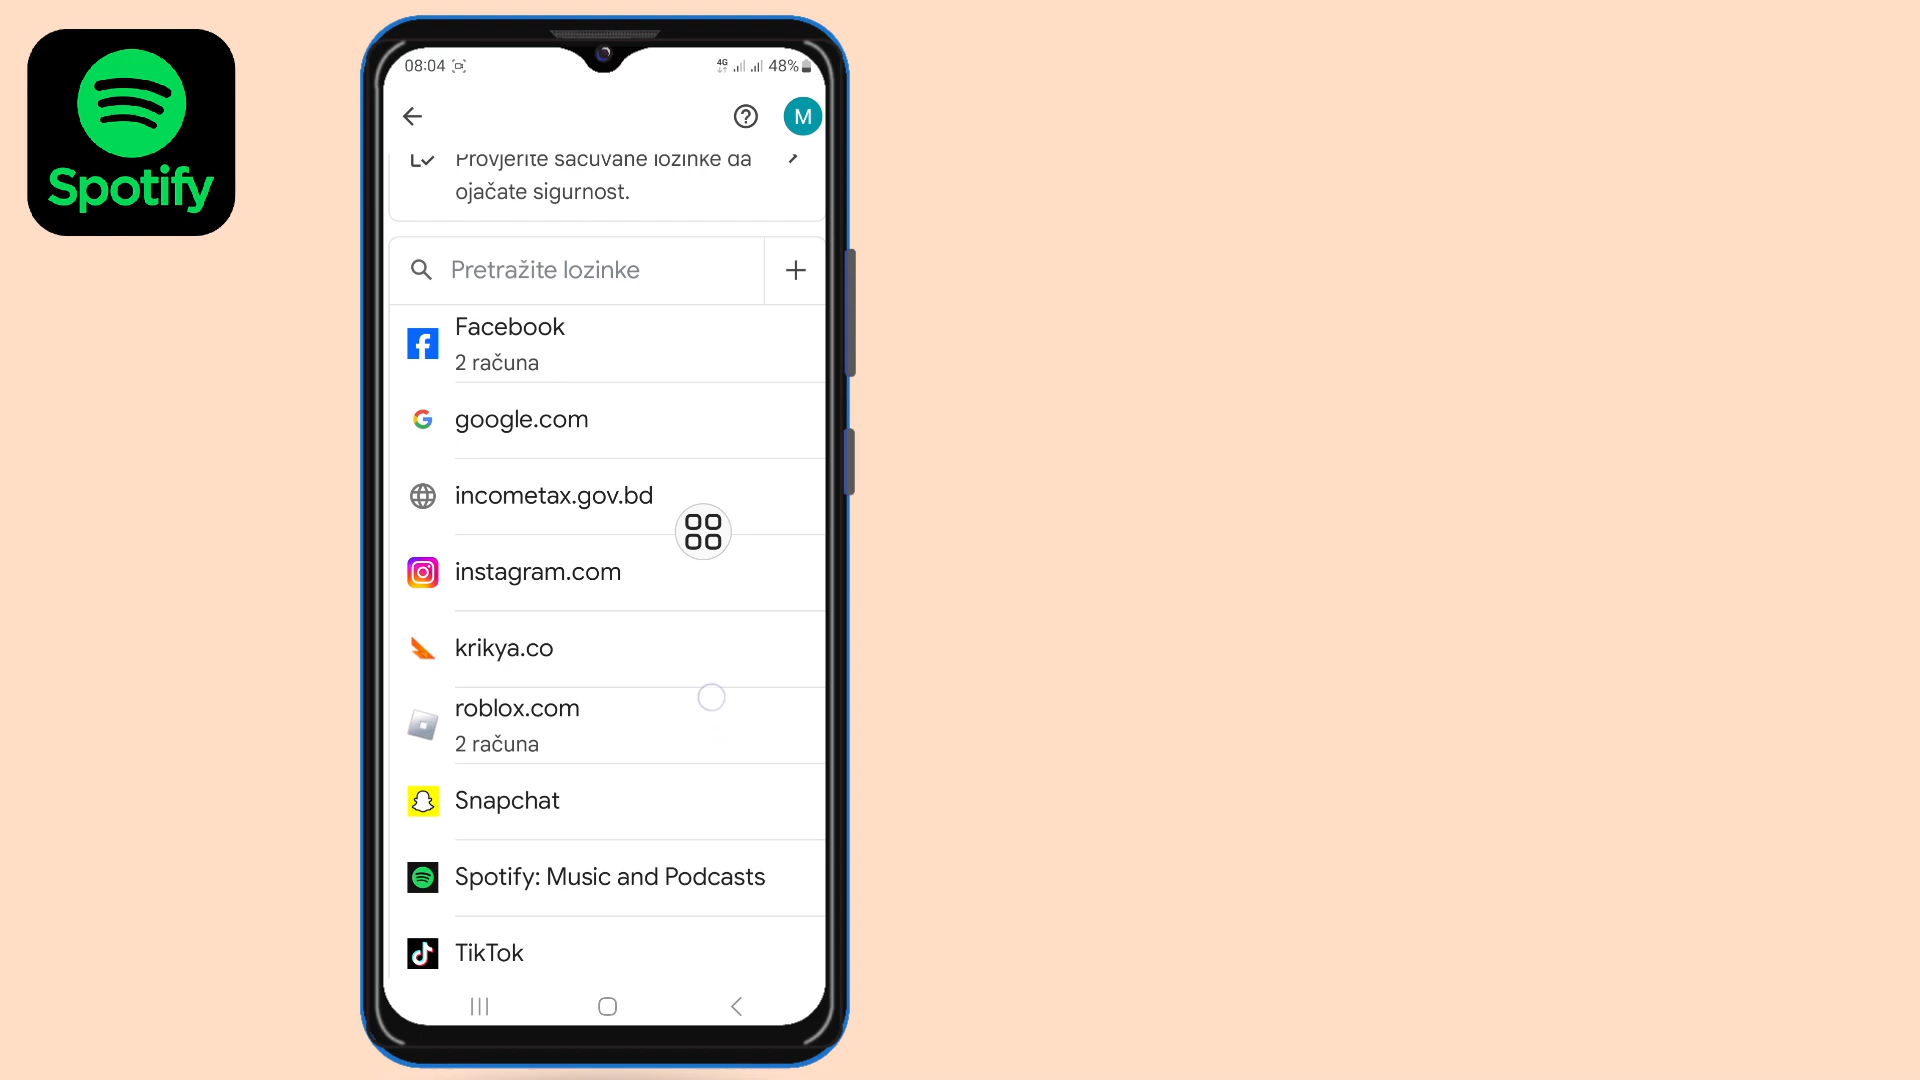 Spotify
08:04
4G
48%
M
Provjerite sačuvane lozinke da
ojačate sigurnost.
Pretražite lozinke
Facebook
2 računa
google.com
incometax.gov.bd
instagram.com
krikya.co
roblox.com
2 računa
Snapchat
Spotify: Music and Podcasts
TikTok